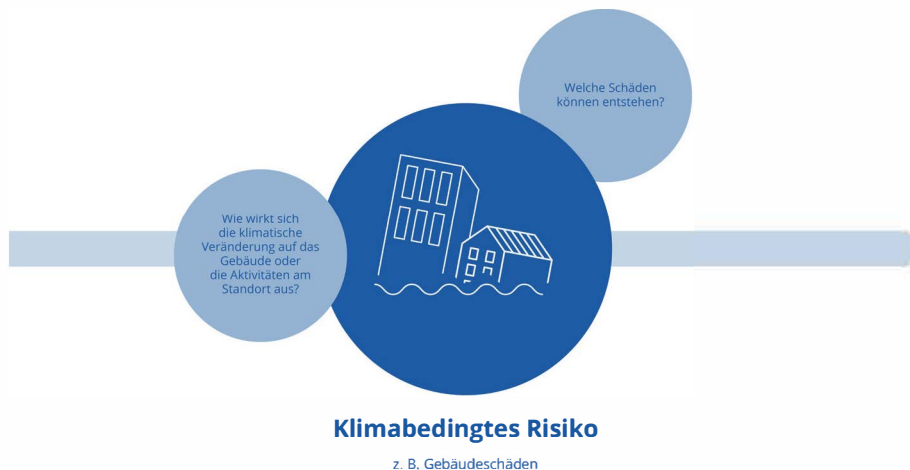 Welche Schäden
können entstehen?
Wie wirkt sich
die klimatische
Veränderung auf das
Gebäude oder
die Aktivitäten am
Standort aus?
Klimabedingtes Risiko
z. B. Gebäudeschäden